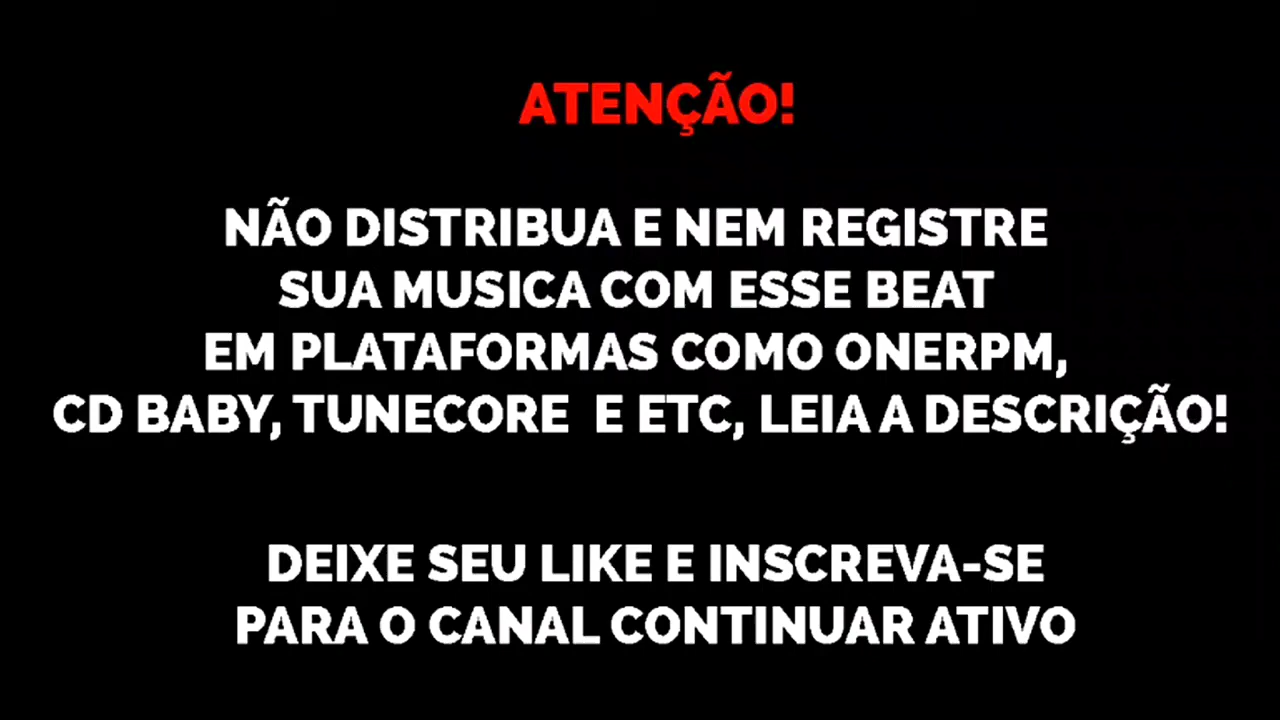 ATENÇÃO!
NÃO DISTRIBUA E NEM REGISTRE
SUA MUSICA COM ESSE BEAT
EM PLATAFORMAS COMO ONERPM,
CD BABY, TUNECORE E ETC, LEIA A DESCRIÇÃO!
DEIXE SEU LIKE E INSCREVA-SE
PARA O CANAL CONTINUAR ATIVO